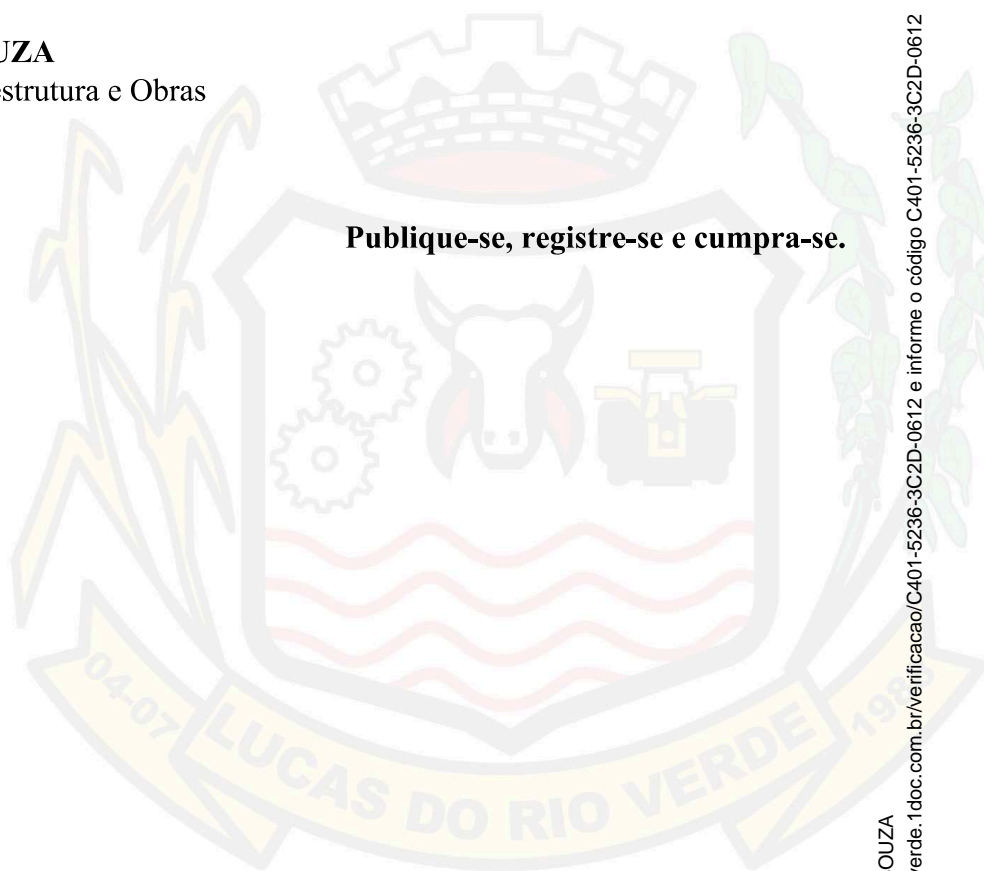 UZA
estrutura e Obras
Publique-se, registre-se e cumpra-se.
04-07
LUCAS DO RIO VERDE
1988
OUZA
verde.1doc.com.br/verificacao/C401-5236-3C2D-0612 e informe o código C401-5236-3C2D-0612